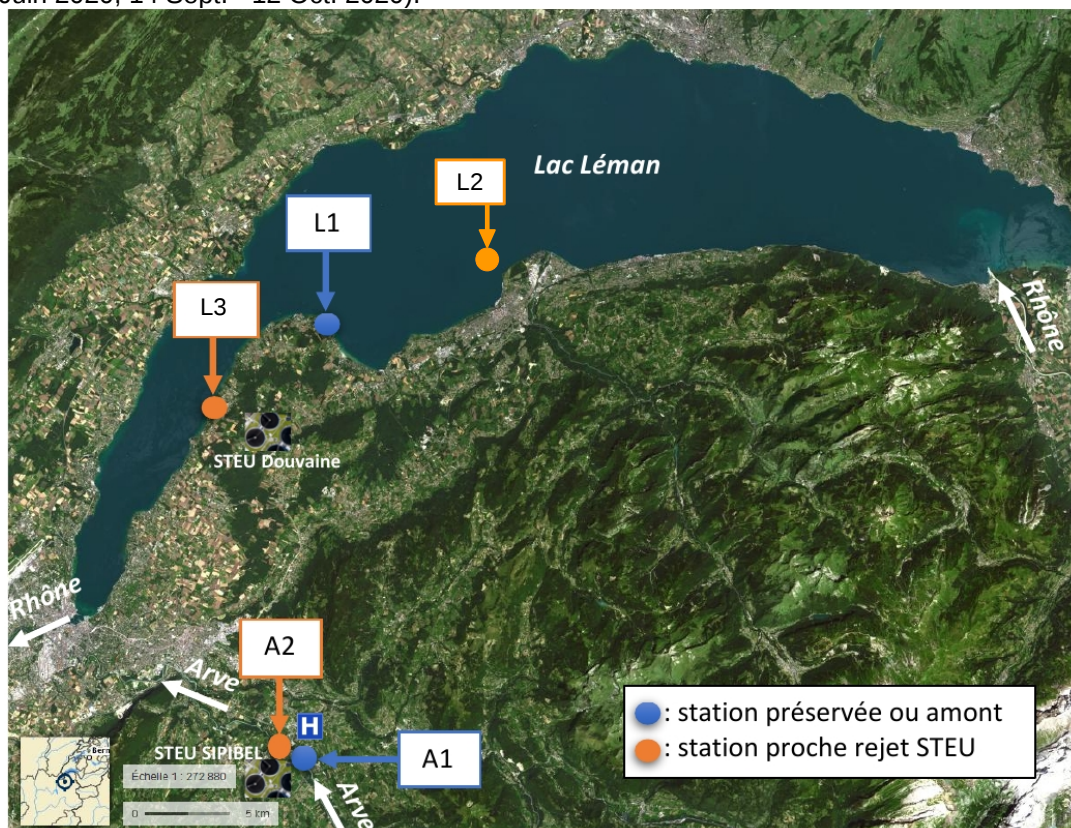 Lac Léman
L2
L1
L3
Rhône
STEU Douvaine
Rhône
A2
Arve
H
: station préservée ou amont
: station proche rejet STEU
STEU SIPIBEL
A1
Bern
Échelle 1 : 272 880
Arve
0 5 km